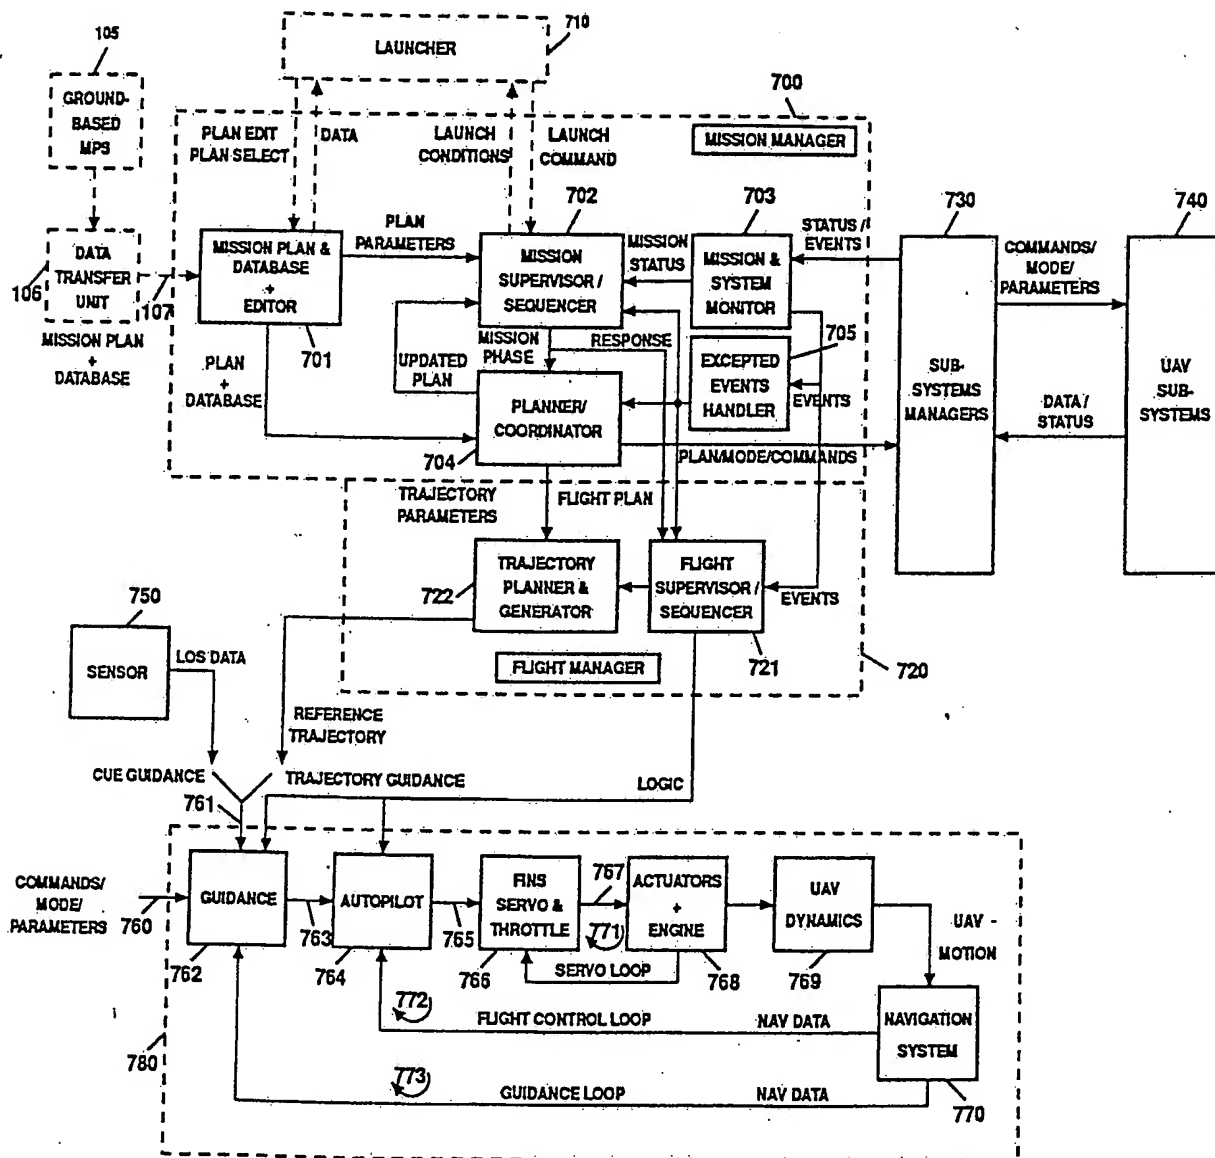 105
710
LAUNCHER
GROUND-
BASED
MPS
700
PLAN EDIT
PLAN SELECT
DATA
LAUNCH
CONDITIONS
LAUNCH
COMMAND
MISSION MANAGER
702
703
730
740
DATA
TRANSFER
UNIT
106
107
MISSION PLAN
+
DATABASE
MISSION PLAN &
DATABASE
+
EDITOR
701
PLAN
PARAMETERS
MISSION
SUPERVISOR /
SEQUENCER
MISSION
STATUS
MISSION &
SYSTEM
MONITOR
STATUS /
EVENTS
COMMANDS/
MODE/
PARAMETERS
SUB-
SYSTEMS
MANAGERS
UAV
SUB-
SYSTEMS
DATA /
STATUS
PLAN
+
DATABASE
UPDATED
PLAN
MISSION
PHASE
RESPONSE
705
EXCEPTED
EVENTS
HANDLER
EVENTS
PLANNER/
COORDINATOR
704
PLAN/MODE/COMMANDS
TRAJECTORY
PARAMETERS
FLIGHT PLAN
TRAJECTORY
PLANNER &
GENERATOR
722
FLIGHT
SUPERVISOR /
SEQUENCER
EVENTS
721
720
FLIGHT MANAGER
750
SENSOR
LOS DATA
REFERENCE
TRAJECTORY
CUE GUIDANCE
TRAJECTORY GUIDANCE
LOGIC
761
COMMANDS/
MODE/
PARAMETERS
760
GUIDANCE
762
763
AUTOPILOT
764
765
FINS
SERVO &
THROTTLE
766
767
771
SERVO LOOP
ACTUATORS
+
ENGINE
768
UAV
DYNAMICS
769
UAV -
MOTION
772
FLIGHT CONTROL LOOP
NAV DATA
NAVIGATION
SYSTEM
770
780
773
GUIDANCE LOOP
NAV DATA